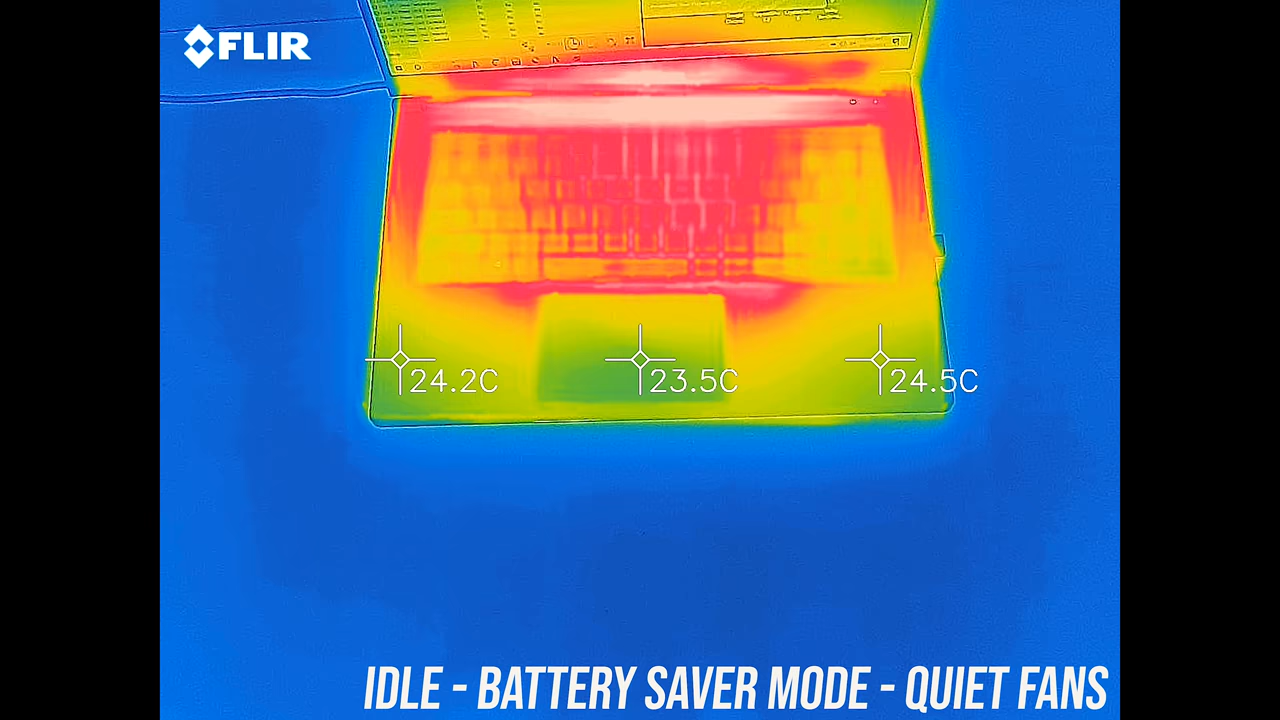 FLIR
24.2C 23.5C 24.5C
IDLE - BATTERY SAVER MODE - QUIET FANS